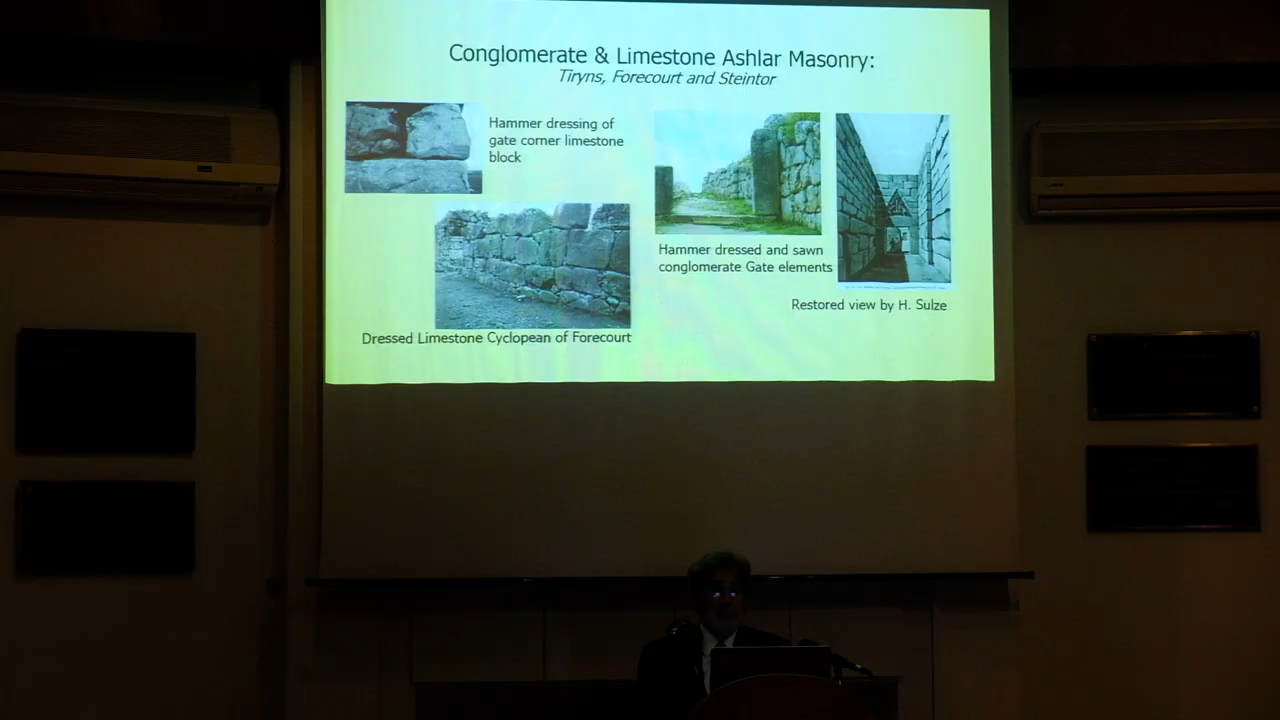 Conglomerate & Limestone Ashlar Masonry:
Tiryns, Forecourt and Steintor
Hammer dressing of
gate corner limestone
block
Hammer dressed and sawn
conglomerate Gate elements
Restored view by H. Sulze
Dressed Limestone Cyclopean of Forecourt